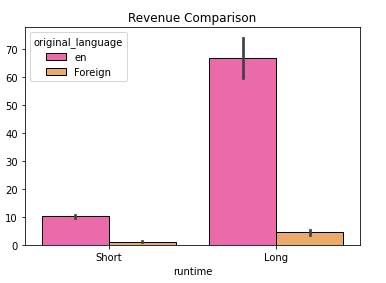 Revenue Comparison
original_language
en
Foreign
70
60
50
40
30
20
10
0
Short Long
runtime